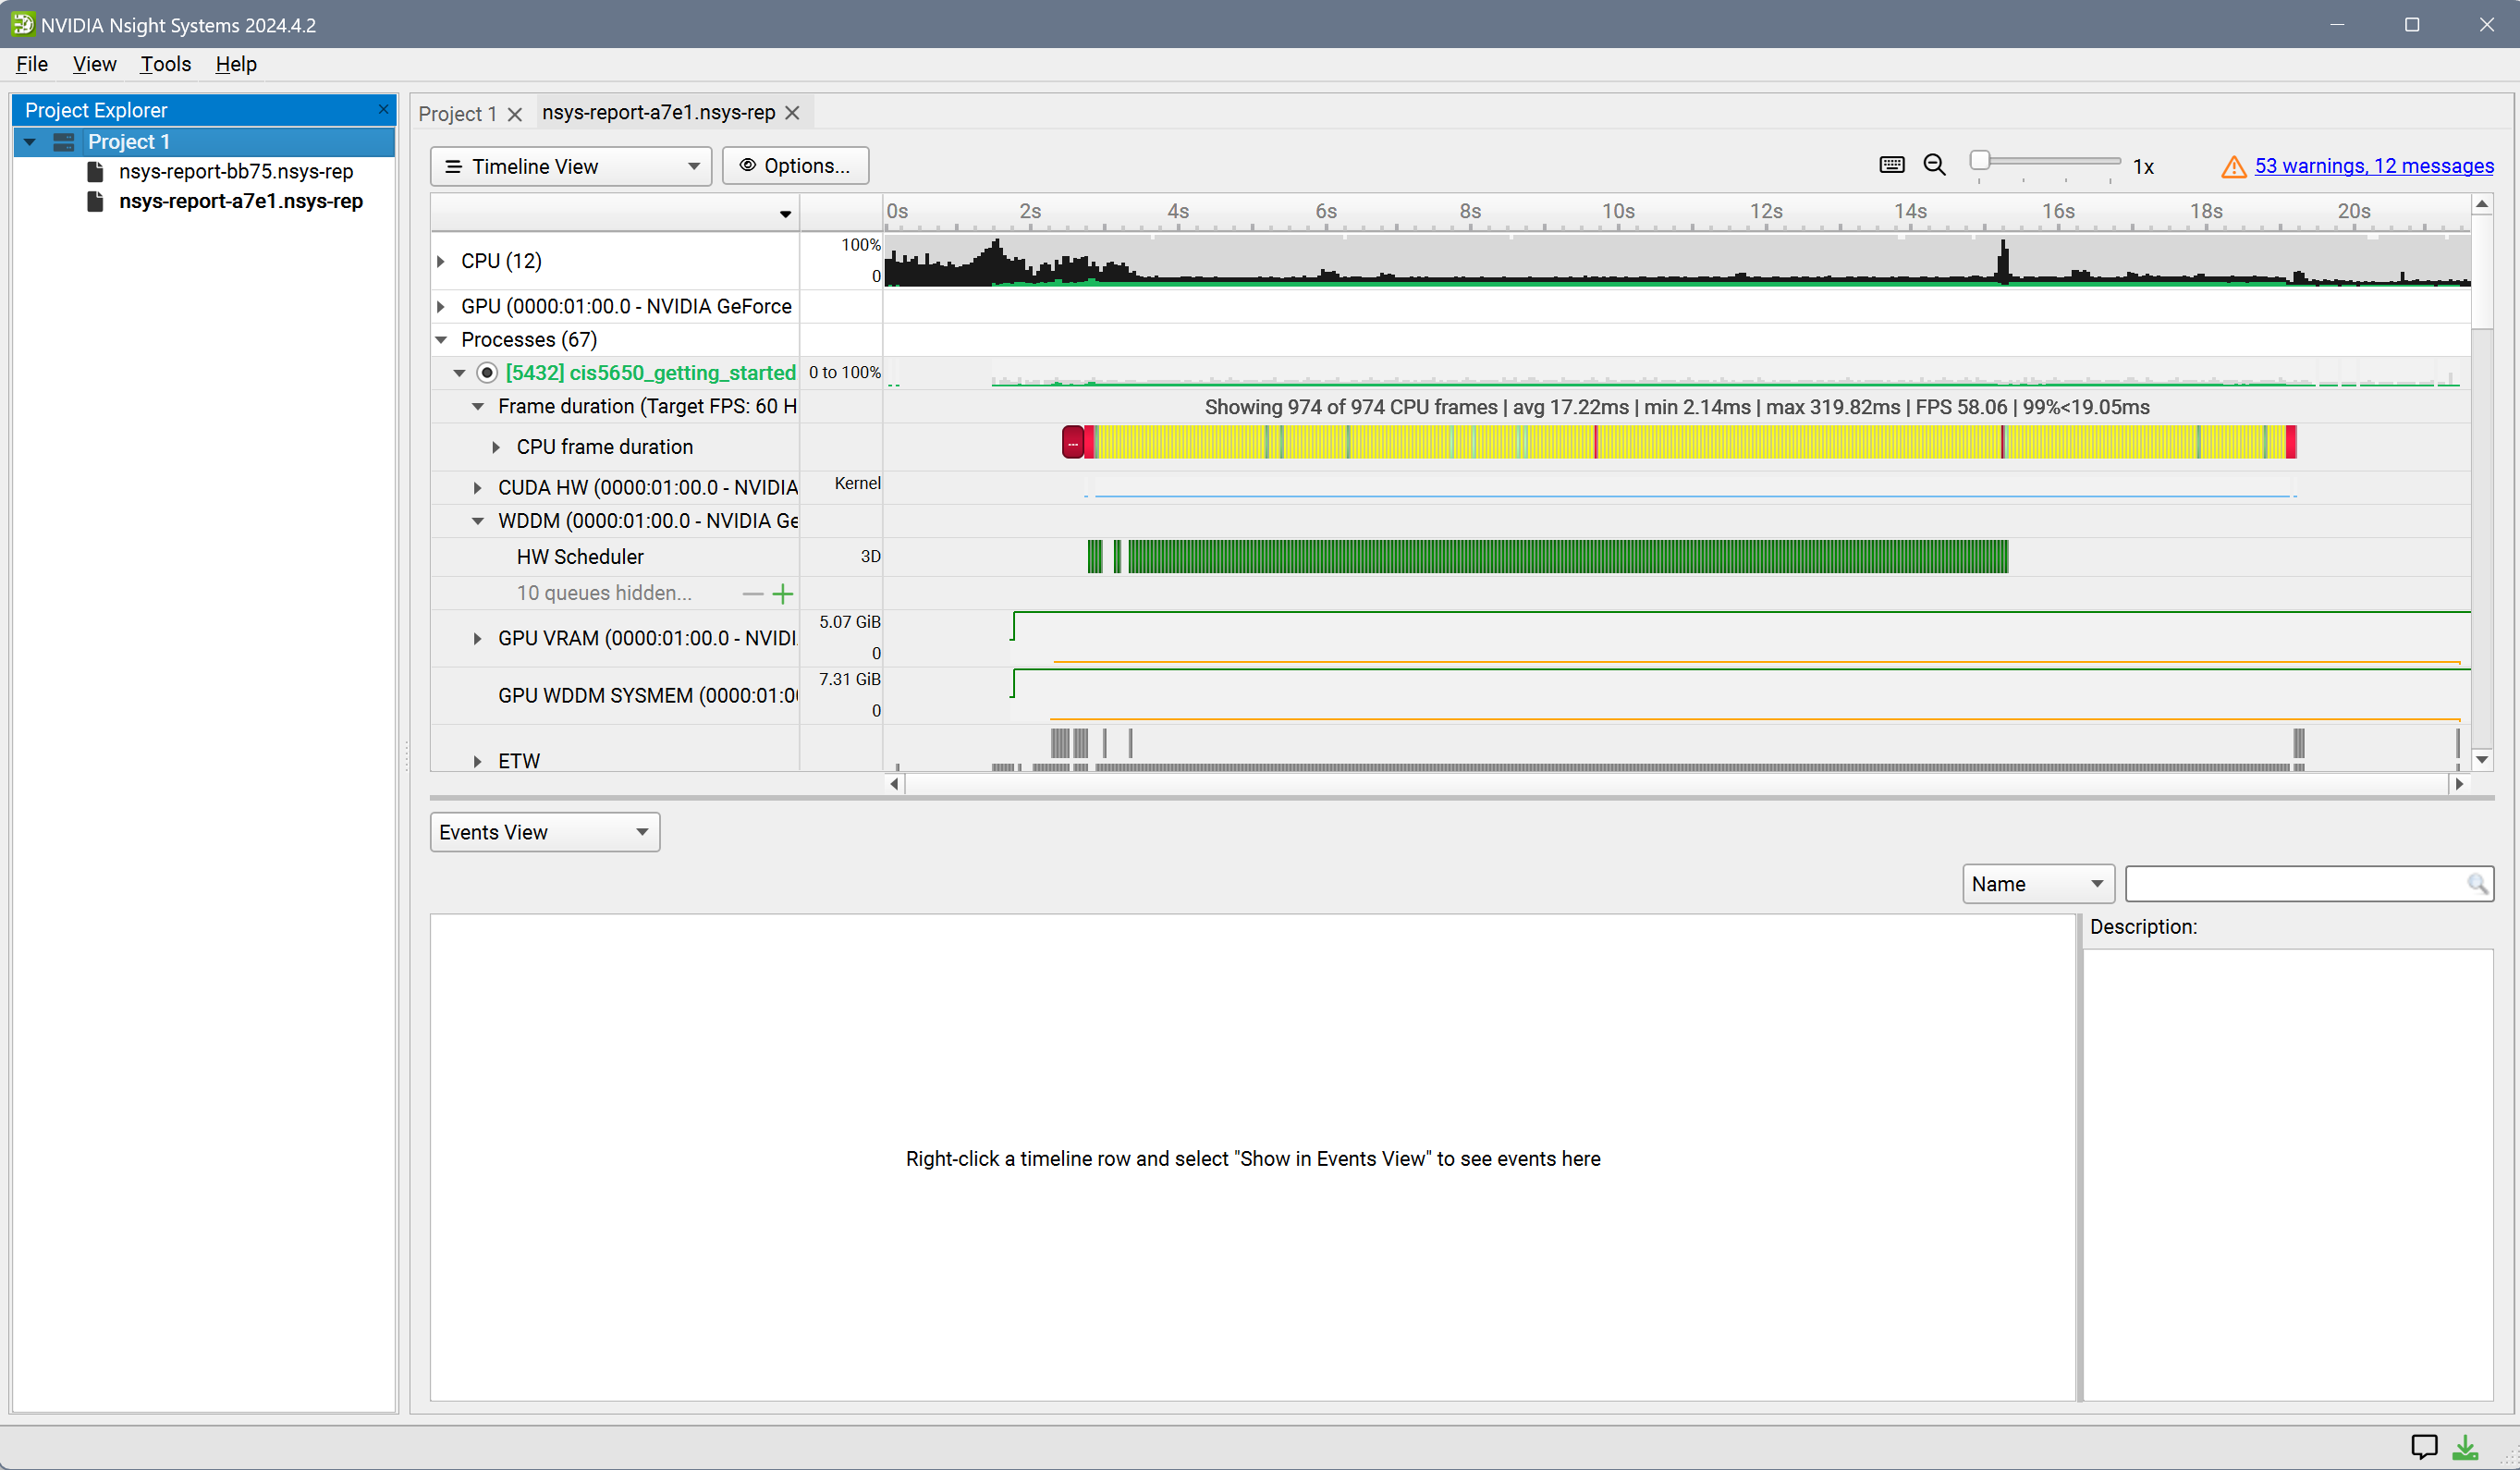 NVIDIA Nsight Systems 2024.4.2
File View Tools Help
Project Explorer
Project 1
nsys-report-bb75.nsys-rep
nsys-report-a7e1.nsys-rep
Project 1 nsys-report-a7e1.nsys-rep
Timeline View Options... 1x 53 warnings, 12 messages
0s 2s 4s 6s 8s 10s 12s 14s 16s 18s 20s
CPU (12) 100%
0
GPU (0000:01:00.0 - NVIDIA GeForce
Processes (67)
[5432] cis5650_getting_started 0 to 100%
Frame duration (Target FPS: 60 H Showing 974 of 974 CPU frames | avg 17.22ms | min 2.14ms | max 319.82ms | FPS 58.06 | 99%<19.05ms
CPU frame duration ...
CUDA HW (0000:01:00.0 - NVIDIA Kernel
WDDM (0000:01:00.0 - NVIDIA Ge
HW Scheduler 3D
10 queues hidden...
GPU VRAM (0000:01:00.0 - NVIDI 5.07 GiB
0
GPU WDDM SYSMEM (0000:01:0 7.31 GiB
0
ETW
Events View
Name
Description:
Right-click a timeline row and select "Show in Events View" to see events here